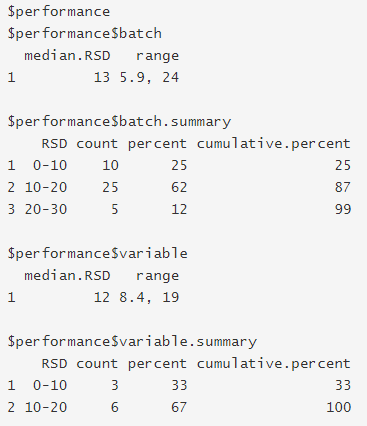 $performance
$performance$batch
  median.RSD   range
1         13 5.9, 24
$performance$batch.summary
    RSD count percent cumulative.percent
1  0-10    10      25                 25
2 10-20    25      62                 87
3 20-30     5      12                 99
$performance$variable
  median.RSD   range
1         12 8.4, 19
$performance$variable.summary
    RSD count percent cumulative.percent
1  0-10     3      33                 33
2 10-20     6      67                100